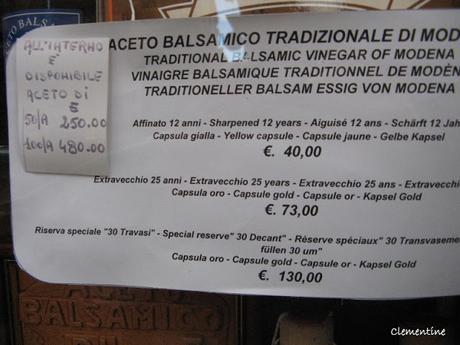 ACETO BALSAMICO TRADIZIONALE DI MOD
TRADITIONAL BALSAMIC VINEGAR OF MODENA
VINAIGRE BALSAMIQUE TRADITIONNEL DE MODÈN
TRADITIONELLER BALSAM ESSIG VON MODENA
ALL'INTERNO
E'
DISPONIBILE
ACETO DI
€
50/A 250.00
100/A 480.00
Affinato 12 anni - Sharpened 12 years - Aiguisé 12 ans - Schärft 12 Jah
Capsula gialla - Yellow capsule - Capsule jaune - Gelbe Kapsel
€. 40,00
Extravecchio 25 anni - Extravecchio 25 years - Extravecchio 25 ans - Extravecchio
Capsula oro - Capsule gold - Capsule or - Kapsel Gold
€. 73,00
Riserva speciale "30 Travasi" - Special reserve" 30 Decant" - Réserve spéciaux" 30 Transvasemen
füllen 30 um"
Capsula oro - Capsule gold - Capsule or - Kapsel Gold
€. 130,00
ACETO
BALSAMICO
Clementine